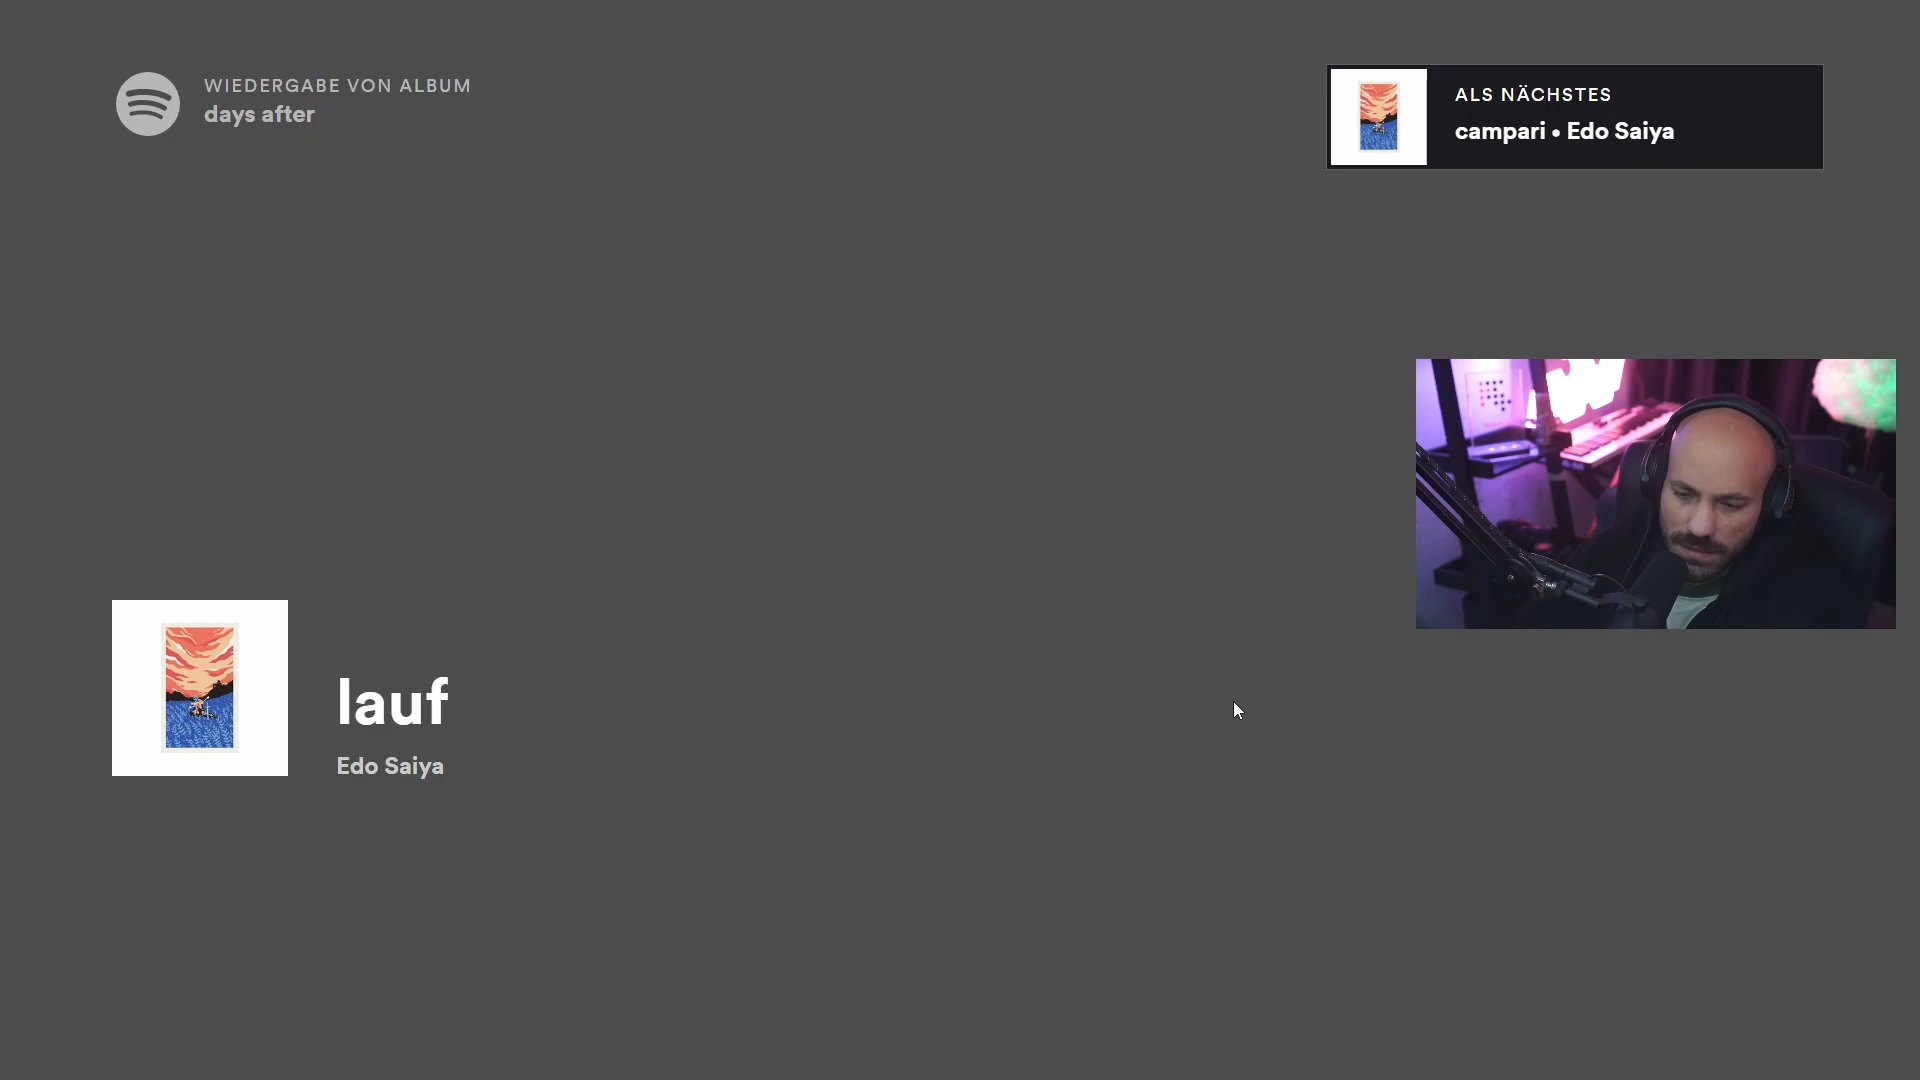 WIEDERGABE VON ALBUM
days after
ALS NÄCHSTES
campari • Edo Saiya
lauf
Edo Saiya